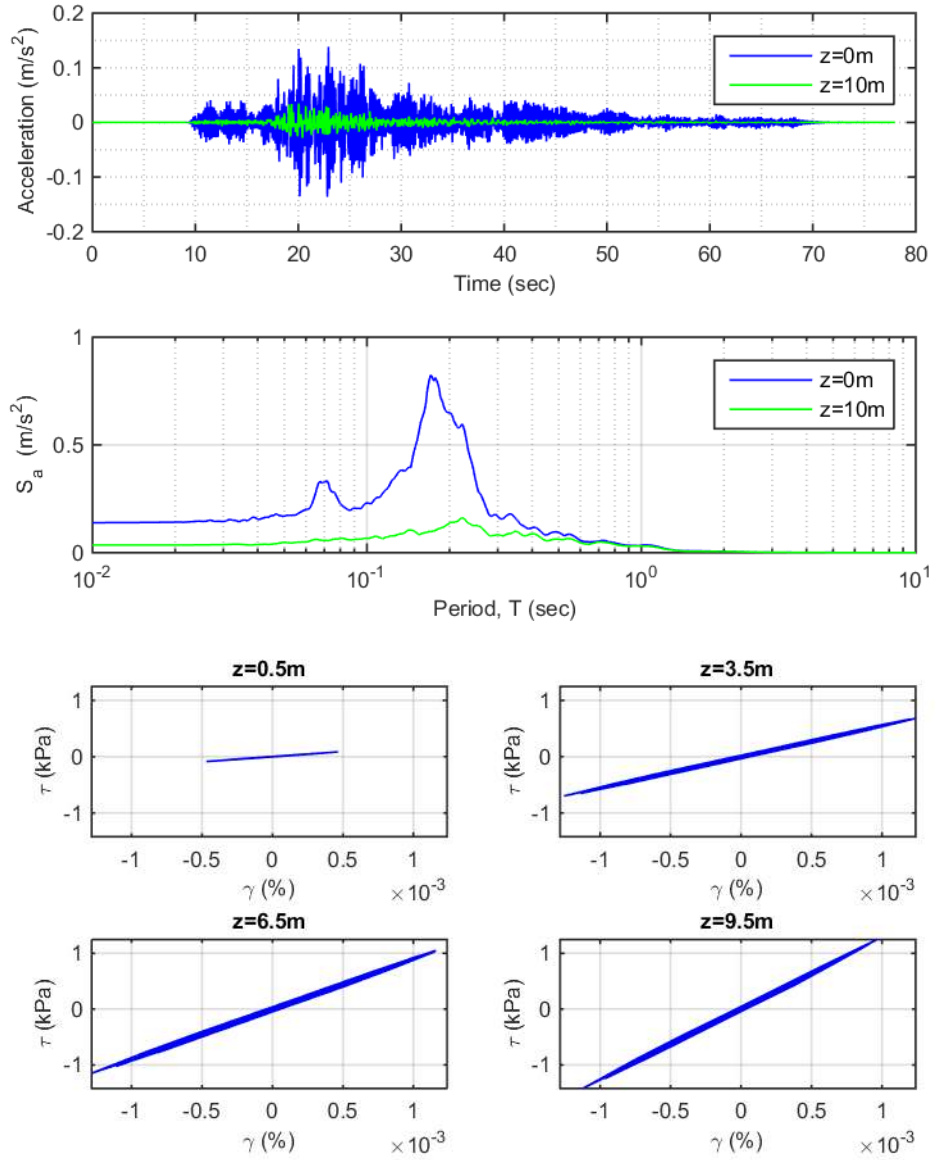 0.2
0.1
0
-0.1
-0.2
Acceleration (m/s²)
z=0m
z=10m
0 10 20 30 40 50 60 70 80
Time (sec)
1
0.5
0
S_a (m/s²)
z=0m
z=10m
10⁻² 10⁻¹ 10⁰ 10¹
Period, T (sec)
z=0.5m
1
0
-1
τ (kPa)
-1 -0.5 0 0.5 1
γ (%) ×10⁻³
z=3.5m
1
0
-1
τ (kPa)
-1 -0.5 0 0.5 1
γ (%) ×10⁻³
z=6.5m
1
0
-1
τ (kPa)
-1 -0.5 0 0.5 1
γ (%) ×10⁻³
z=9.5m
1
0
-1
τ (kPa)
-1 -0.5 0 0.5 1
γ (%) ×10⁻³